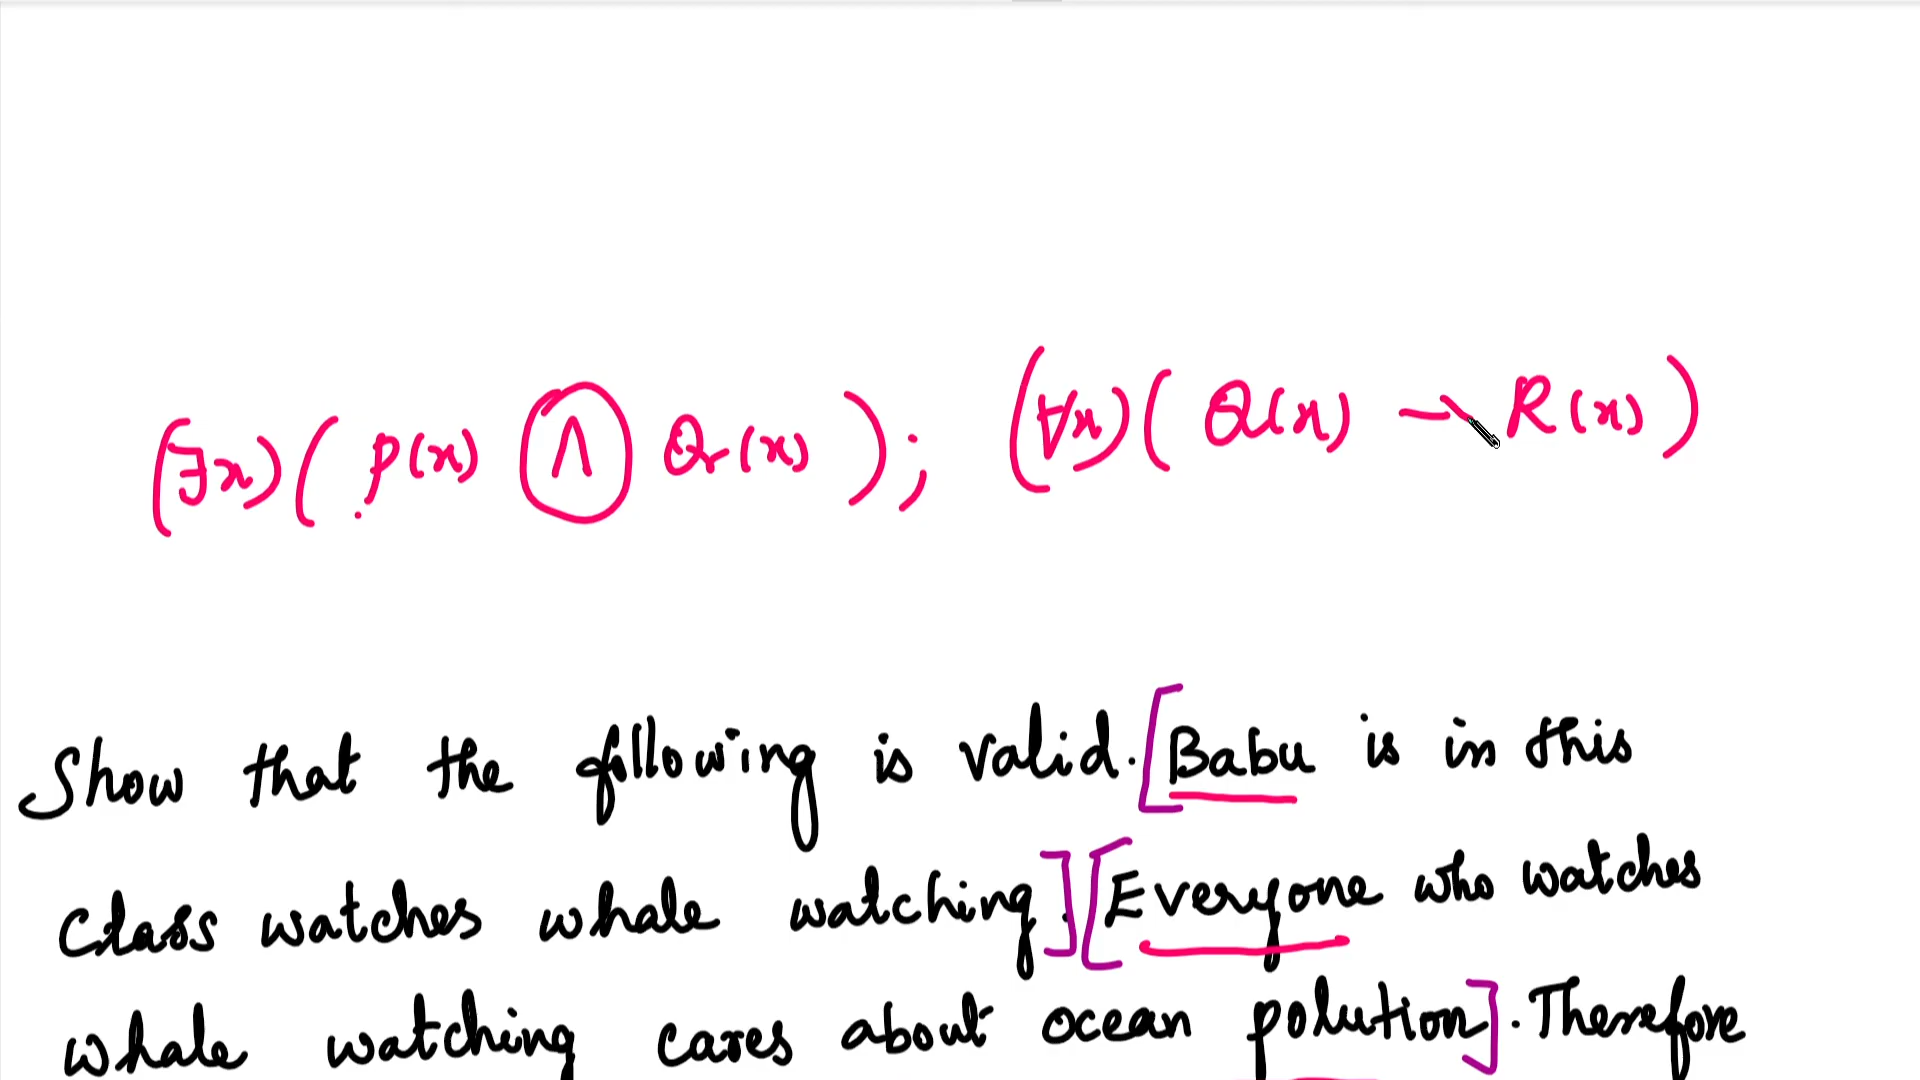 (∃x)( P(x) ∧ Q(x) ); (∀x)( Q(x) → R(x) )
Show that the following is valid. [Babu is in this
class watches whale watching.] [Everyone who watches
whale watching cares about ocean polution]. Therefore